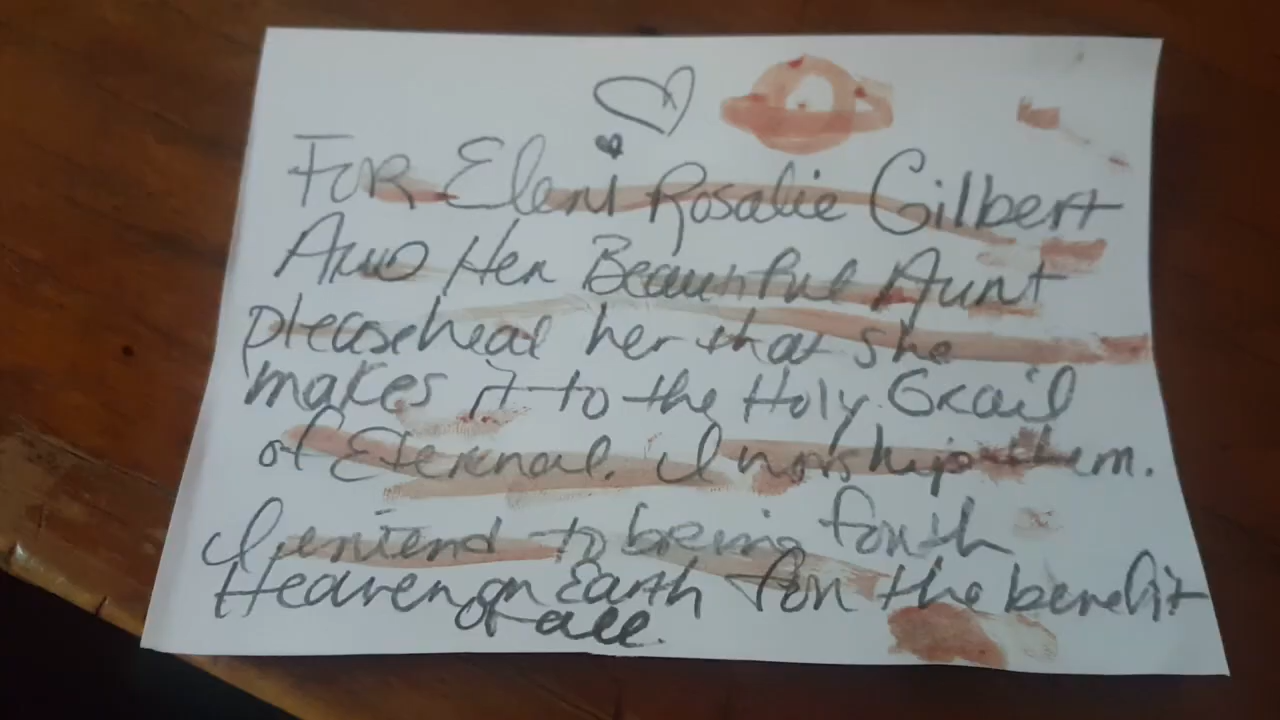 FOR Eleni Rosalie Gilbert
AND Her Beautiful Aunt
please heal her that she
makes it to the Holy Grail
of Eternal. I worship them.
I entend to bring forth
Heaven on Earth for the benefit
of all.